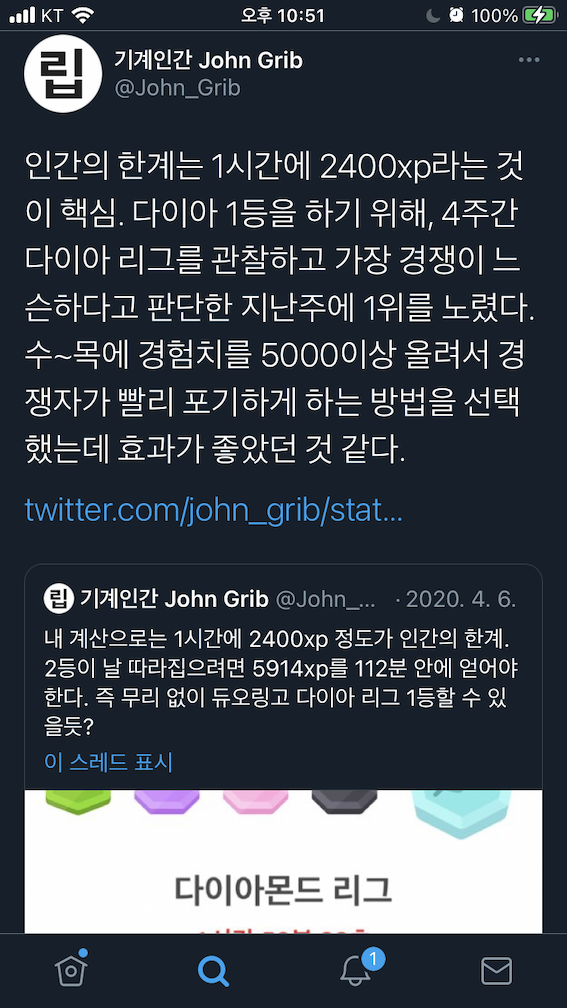 KT 오후 10:51 100%
립
기계인간 John Grib
@John_Grib
인간의 한계는 1시간에 2400xp라는 것
이 핵심. 다이아 1등을 하기 위해, 4주간
다이아 리그를 관찰하고 가장 경쟁이 느
슨하다고 판단한 지난주에 1위를 노렸다.
수~목에 경험치를 5000이상 올려서 경
쟁자가 빨리 포기하게 하는 방법을 선택
했는데 효과가 좋았던 것 같다.
twitter.com/john_grib/stat...
립 기계인간 John Grib @John_... · 2020. 4. 6.
내 계산으로는 1시간에 2400xp 정도가 인간의 한계.
2등이 날 따라집으려면 5914xp를 112분 안에 얻어야
한다. 즉 무리 없이 듀오링고 다이아 리그 1등할 수 있
을듯?
이 스레드 표시
다이아몬드 리그
1